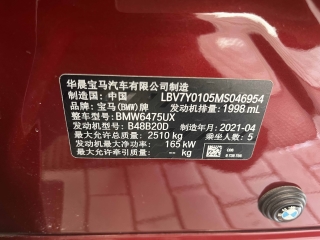 华晨宝马汽车有限公司制造
制造国：中国 LBV7Y0105MS046954
品牌：宝马(BMW)牌 发动机排量：1998 mL
整车型号：BMW6475UX
发动机型号：B48B20D 制造年月：2021-04
最大允许总质量：2510 kg 乘坐人数：5
发动机最大净功率：165 kW
最大允许牵引质量：-- kg